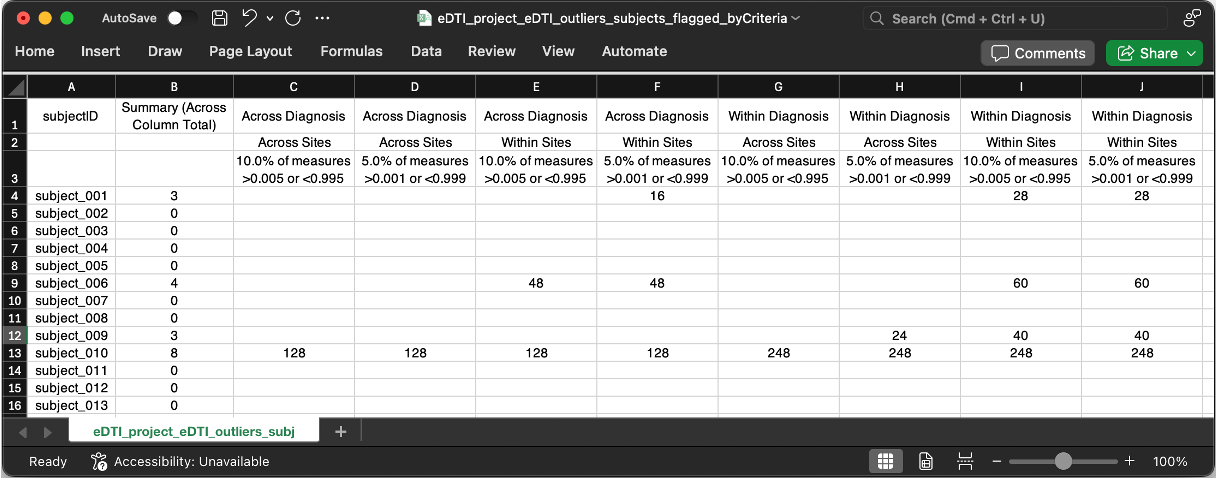 AutoSave eDTI_project_eDTI_outliers_subjects_flagged_byCriteria Search (Cmd + Ctrl + U)
Home Insert Draw Page Layout Formulas Data Review View Automate Comments Share
A B C D E F G H I J
1 subjectID Summary (Across Column Total) Across Diagnosis Across Diagnosis Across Diagnosis Across Diagnosis Within Diagnosis Within Diagnosis Within Diagnosis Within Diagnosis
2 Across Sites Across Sites Within Sites Within Sites Across Sites Across Sites Within Sites Within Sites
10.0% of measures 5.0% of measures 10.0% of measures 5.0% of measures 10.0% of measures 5.0% of measures 10.0% of measures 5.0% of measures
3 >0.005 or <0.995 >0.001 or <0.999 >0.005 or <0.995 >0.001 or <0.999 >0.005 or <0.995 >0.001 or <0.999 >0.005 or <0.995 >0.001 or <0.999
4 subject_001 3 16 28 28
5 subject_002 0
6 subject_003 0
7 subject_004 0
8 subject_005 0
9 subject_006 4 48 48 60 60
10 subject_007 0
11 subject_008 0
12 subject_009 3 24 40 40
13 subject_010 8 128 128 128 128 248 248 248 248
14 subject_011 0
15 subject_012 0
16 subject_013 0
eDTI_project_eDTI_outliers_subj +
Ready Accessibility: Unavailable 100%